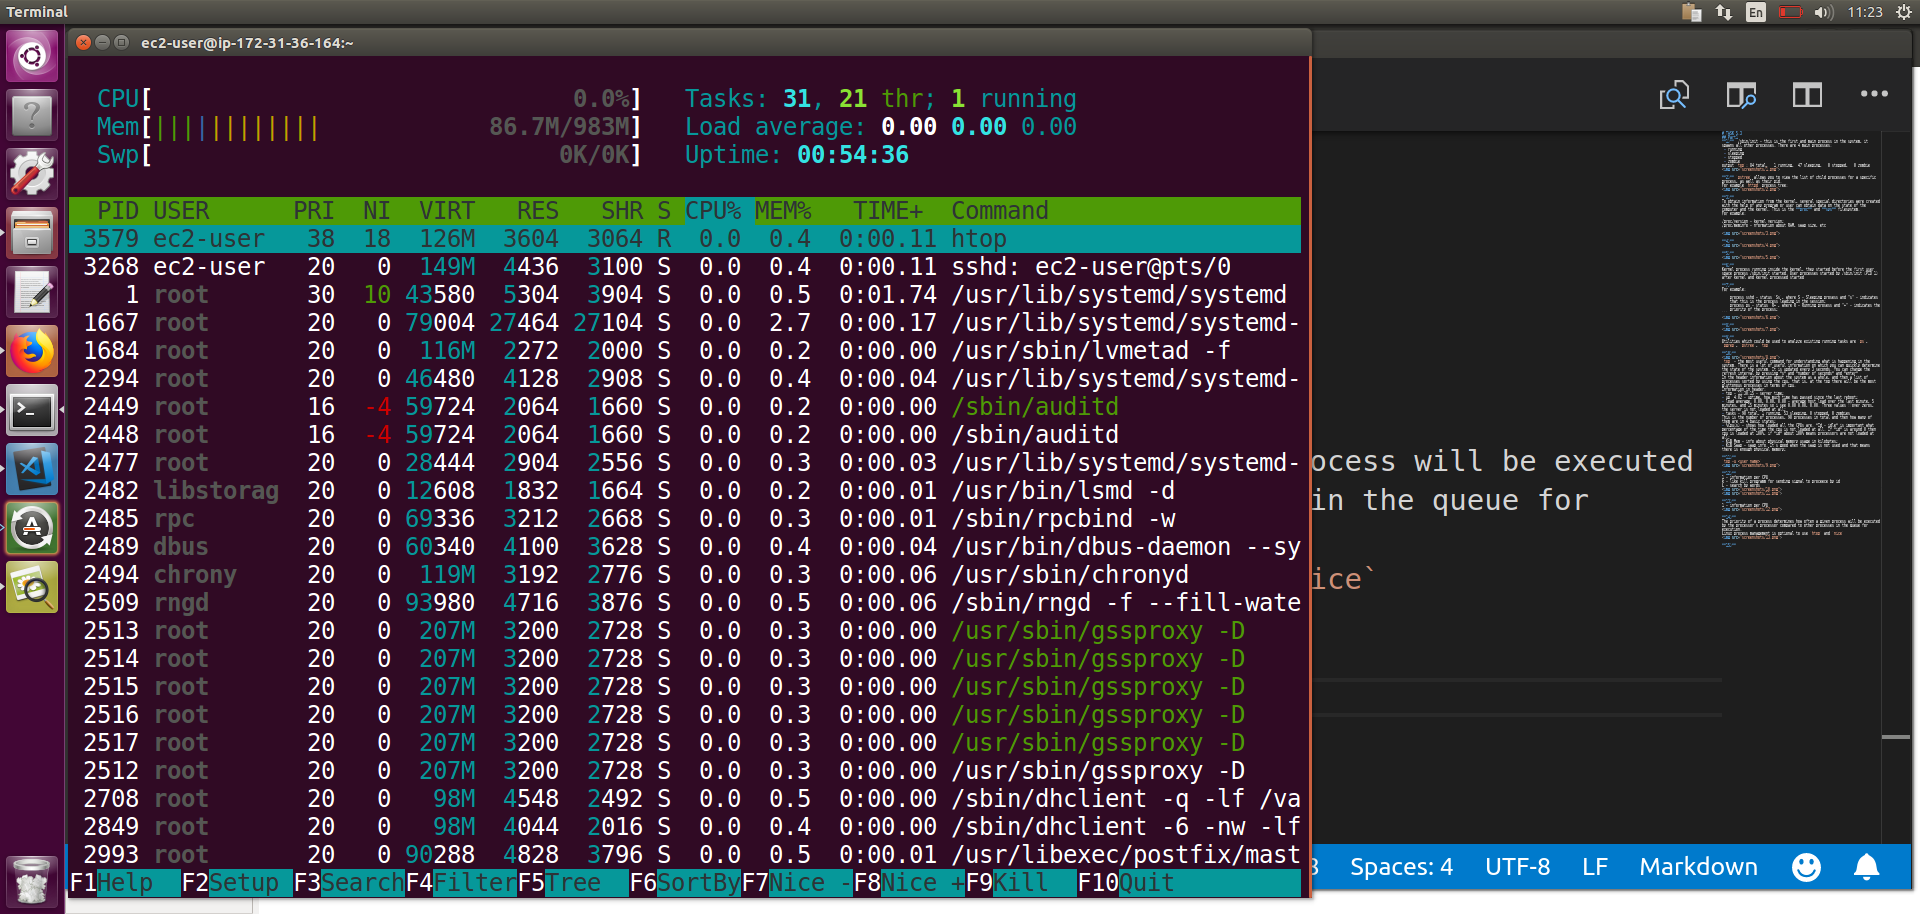 Terminal
En
11:23
ec2-user@ip-172-31-36-164:~
CPU[ 0.0%] Tasks: 31, 21 thr; 1 running
Mem[||||||||||||| 86.7M/983M] Load average: 0.00 0.00 0.00
Swp[ 0K/0K] Uptime: 00:54:36
PID USER PRI NI VIRT RES SHR S CPU% MEM% TIME+ Command
3579 ec2-user 38 18 126M 3604 3064 R 0.0 0.4 0:00.11 htop
3268 ec2-user 20 0 149M 4436 3100 S 0.0 0.4 0:00.11 sshd: ec2-user@pts/0
1 root 30 10 43580 5304 3904 S 0.0 0.5 0:01.74 /usr/lib/systemd/systemd
1667 root 20 0 79004 27464 27104 S 0.0 2.7 0:00.17 /usr/lib/systemd/systemd-
1684 root 20 0 116M 2272 2000 S 0.0 0.2 0:00.00 /usr/sbin/lvmetad -f
2294 root 20 0 46480 4128 2908 S 0.0 0.4 0:00.04 /usr/lib/systemd/systemd-
2449 root 16 -4 59724 2064 1660 S 0.0 0.2 0:00.00 /sbin/auditd
2448 root 16 -4 59724 2064 1660 S 0.0 0.2 0:00.00 /sbin/auditd
2477 root 20 0 28444 2904 2556 S 0.0 0.3 0:00.03 /usr/lib/systemd/systemd-
2482 libstorag 20 0 12608 1832 1664 S 0.0 0.2 0:00.01 /usr/bin/lsmd -d
2485 rpc 20 0 69336 3212 2668 S 0.0 0.3 0:00.01 /sbin/rpcbind -w
2489 dbus 20 0 60340 4100 3628 S 0.0 0.4 0:00.04 /usr/bin/dbus-daemon --sy
2494 chrony 20 0 119M 3192 2776 S 0.0 0.3 0:00.06 /usr/sbin/chronyd
2509 rngd 20 0 93980 4716 3876 S 0.0 0.5 0:00.06 /sbin/rngd -f --fill-wate
2513 root 20 0 207M 3200 2728 S 0.0 0.3 0:00.00 /usr/sbin/gssproxy -D
2514 root 20 0 207M 3200 2728 S 0.0 0.3 0:00.00 /usr/sbin/gssproxy -D
2515 root 20 0 207M 3200 2728 S 0.0 0.3 0:00.00 /usr/sbin/gssproxy -D
2516 root 20 0 207M 3200 2728 S 0.0 0.3 0:00.00 /usr/sbin/gssproxy -D
2517 root 20 0 207M 3200 2728 S 0.0 0.3 0:00.00 /usr/sbin/gssproxy -D
2512 root 20 0 207M 3200 2728 S 0.0 0.3 0:00.00 /usr/sbin/gssproxy -D
2708 root 20 0 98M 4548 2492 S 0.0 0.5 0:00.00 /sbin/dhclient -q -lf /va
2849 root 20 0 98M 4044 2016 S 0.0 0.4 0:00.00 /sbin/dhclient -6 -nw -lf
2993 root 20 0 90288 4828 3796 S 0.0 0.5 0:00.01 /usr/libexec/postfix/mast
F1Help F2Setup F3SearchF4FilterF5Tree F6SortByF7Nice -F8Nice +F9Kill F10Quit
ocess will be executed
in the queue for
ice`
Spaces: 4 UTF-8 LF Markdown